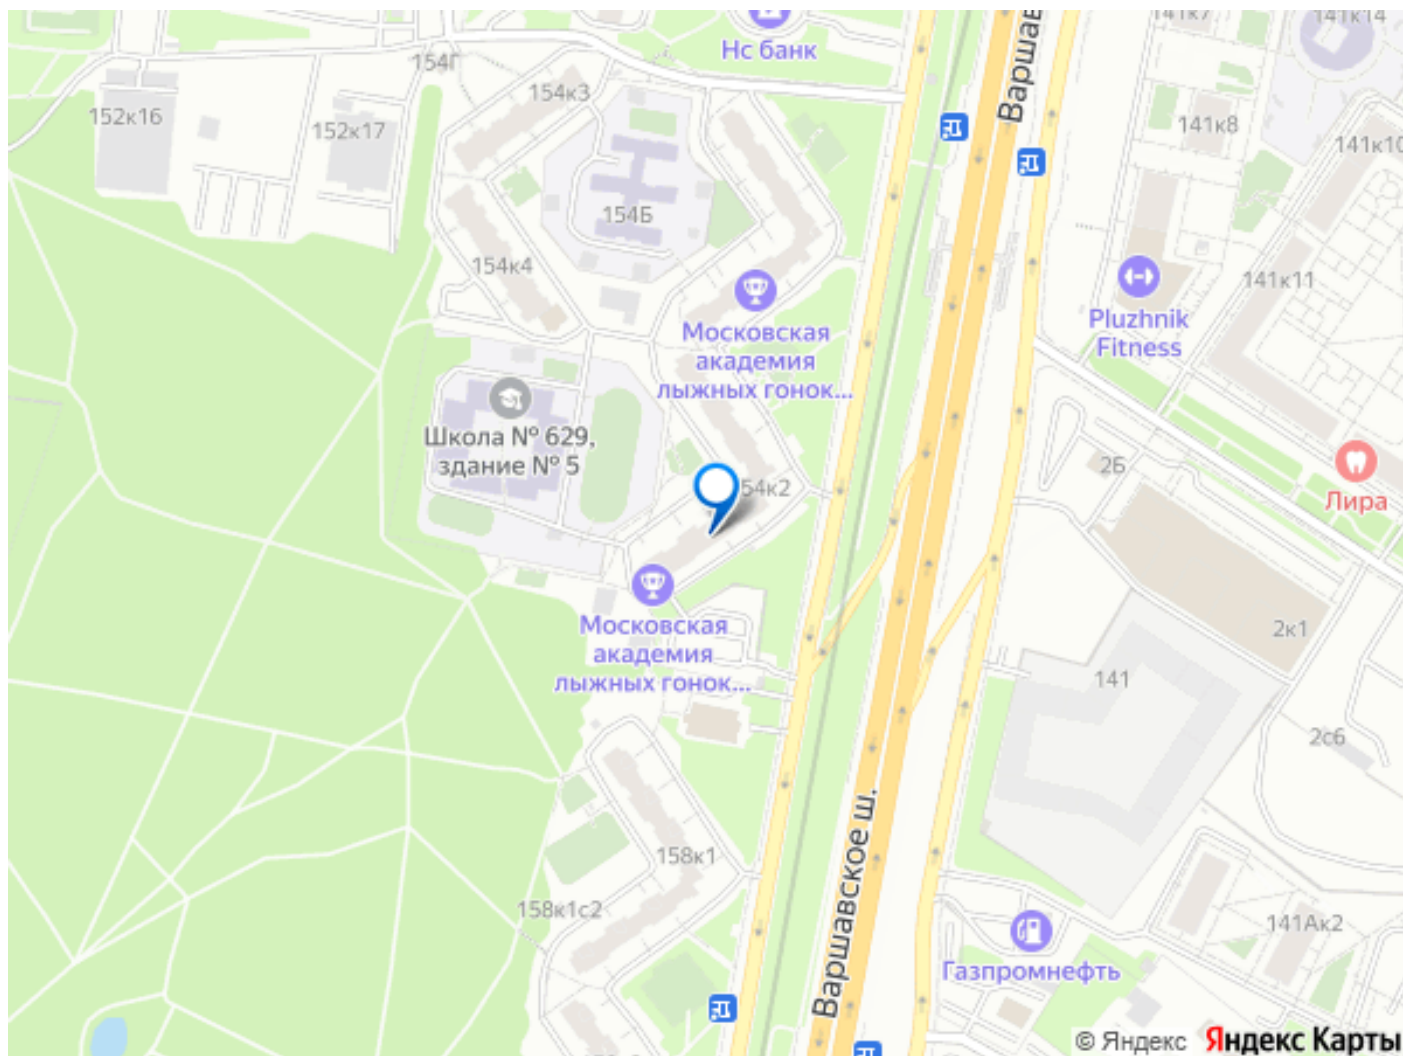 Нс банк
Варшав
141к7
141к14
154Г
154к3
152к16
152к17
141к8
141к10
154Б
154к4
141к11
Московская
академия
лыжных гонок...
Pluzhnik
Fitness
Школа № 629,
здание № 5
54к2
2Б
Лира
Московская
академия
лыжных гонок...
2к1
141
2с6
158к1
Варшавское ш.
158к1с2
141Ак2
Газпромнефть
© Яндекс Яндекс Карты